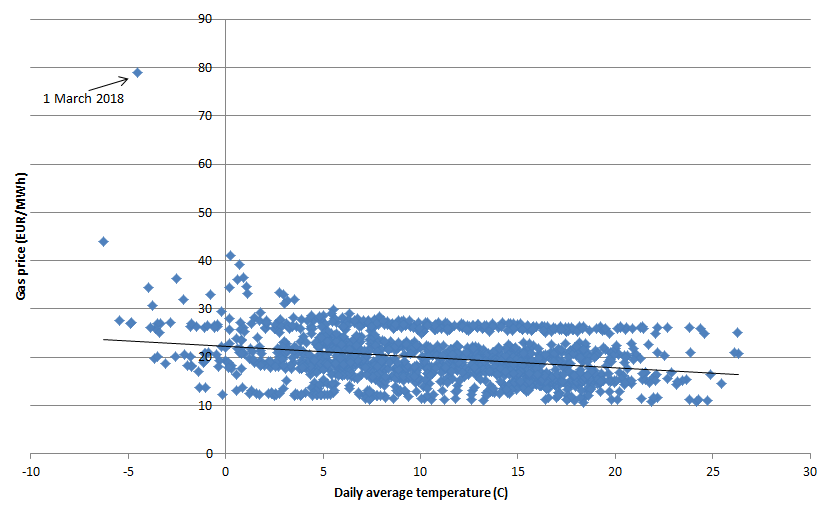 90
80
1 March 2018
70
60
50
40
30
20
10
0
Gas price (EUR/MWh)
-10 -5 0 5 10 15 20 25 30
Daily average temperature (C)